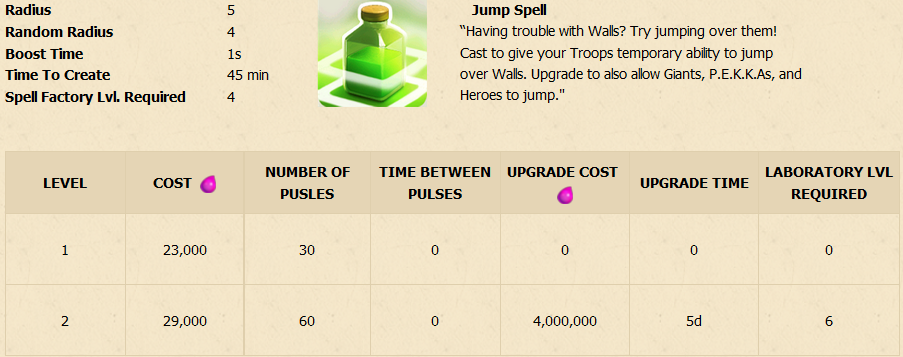 Radius 5
Random Radius 4
Boost Time 1s
Time To Create 45 min
Spell Factory Lvl. Required 4
Jump Spell
“Having trouble with Walls? Try jumping over them!
Cast to give your Troops temporary ability to jump
over Walls. Upgrade to also allow Giants, P.E.K.K.As, and
Heroes to jump."
LEVEL COST NUMBER OF PUSLES TIME BETWEEN PULSES UPGRADE COST UPGRADE TIME LABORATORY LVL REQUIRED
1 23,000 30 0 0 0 0
2 29,000 60 0 4,000,000 5d 6